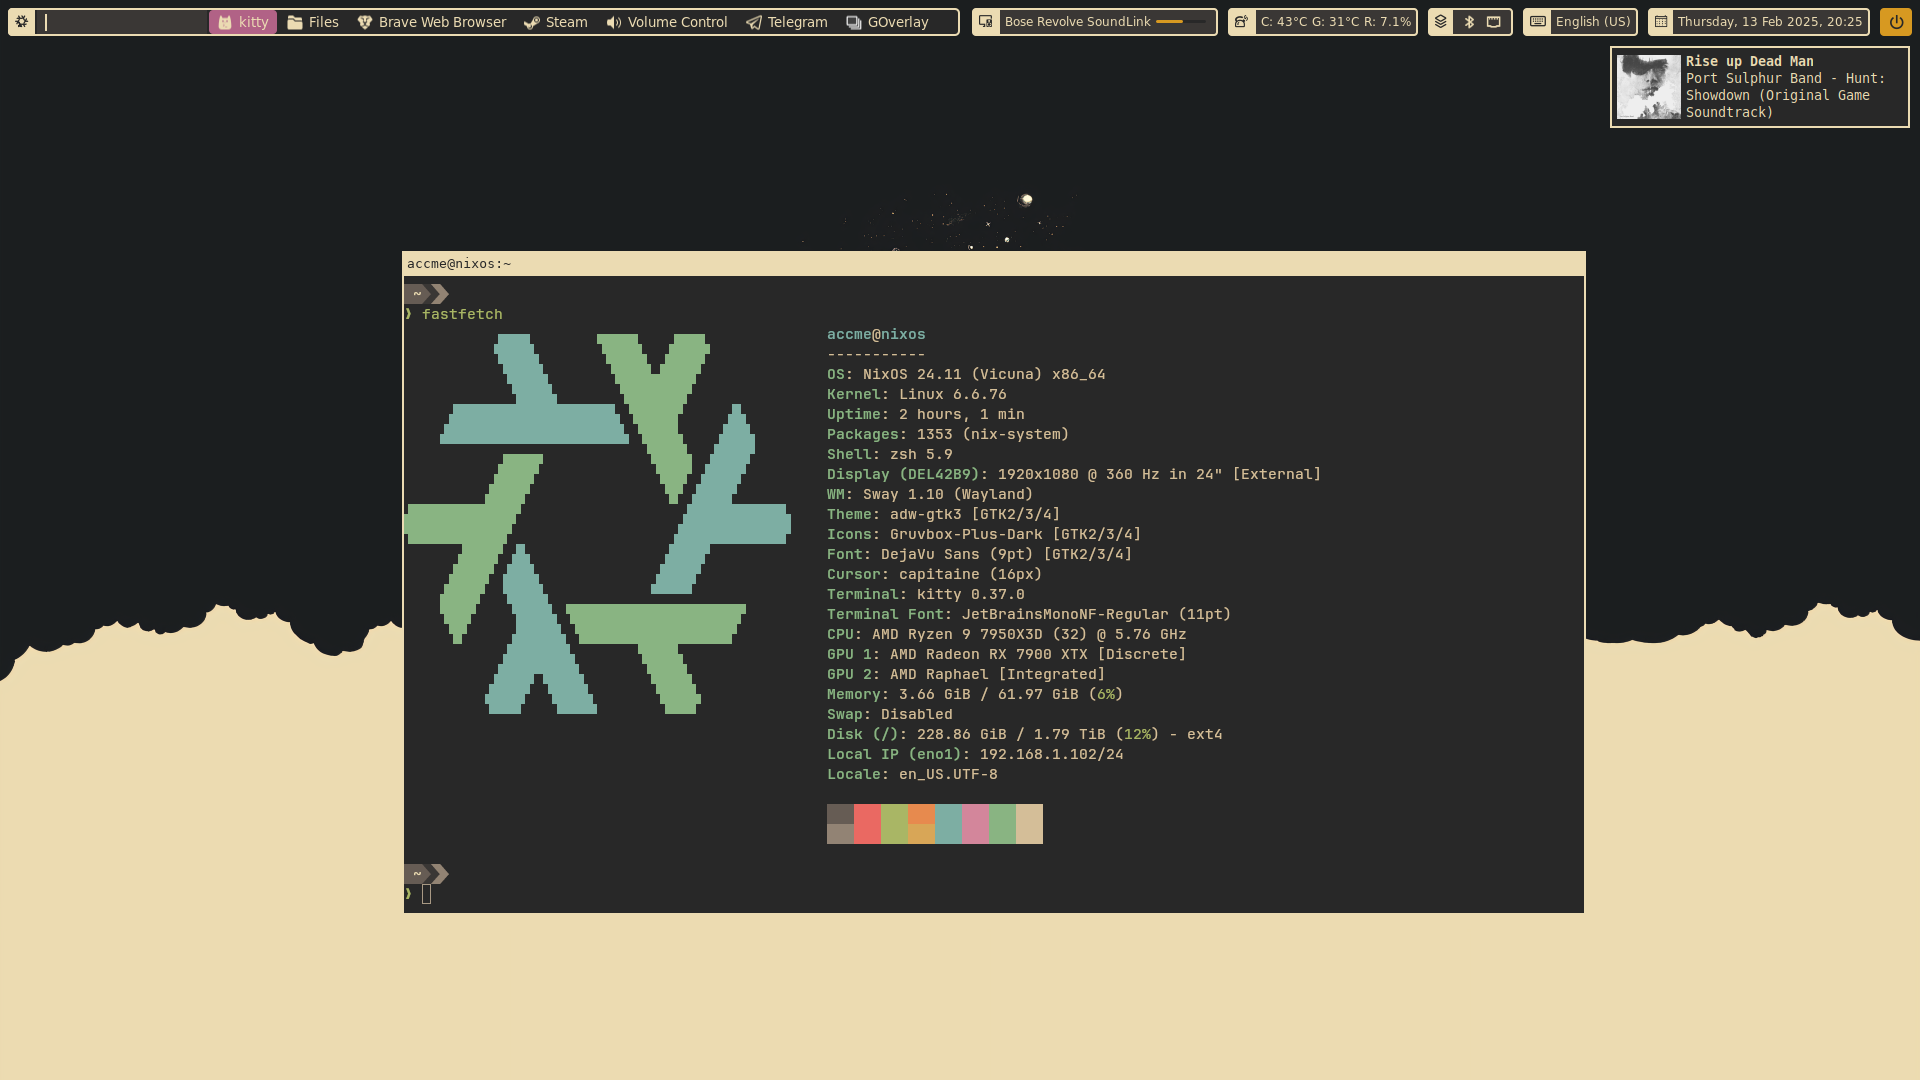 kitty Files Brave Web Browser Steam Volume Control Telegram GOverlay
Bose Revolve SoundLink
C: 43°C G: 31°C R: 7.1%
English (US)
Thursday, 13 Feb 2025, 20:25
Rise up Dead Man
Port Sulphur Band - Hunt:
Showdown (Original Game
Soundtrack)
accme@nixos:~
~
❱ fastfetch
accme@nixos
-----------
OS: NixOS 24.11 (Vicuna) x86_64
Kernel: Linux 6.6.76
Uptime: 2 hours, 1 min
Packages: 1353 (nix-system)
Shell: zsh 5.9
Display (DEL42B9): 1920x1080 @ 360 Hz in 24" [External]
WM: Sway 1.10 (Wayland)
Theme: adw-gtk3 [GTK2/3/4]
Icons: Gruvbox-Plus-Dark [GTK2/3/4]
Font: DejaVu Sans (9pt) [GTK2/3/4]
Cursor: capitaine (16px)
Terminal: kitty 0.37.0
Terminal Font: JetBrainsMonoNF-Regular (11pt)
CPU: AMD Ryzen 9 7950X3D (32) @ 5.76 GHz
GPU 1: AMD Radeon RX 7900 XTX [Discrete]
GPU 2: AMD Raphael [Integrated]
Memory: 3.66 GiB / 61.97 GiB (6%)
Swap: Disabled
Disk (/): 228.86 GiB / 1.79 TiB (12%) - ext4
Local IP (eno1): 192.168.1.102/24
Locale: en_US.UTF-8
~
❱